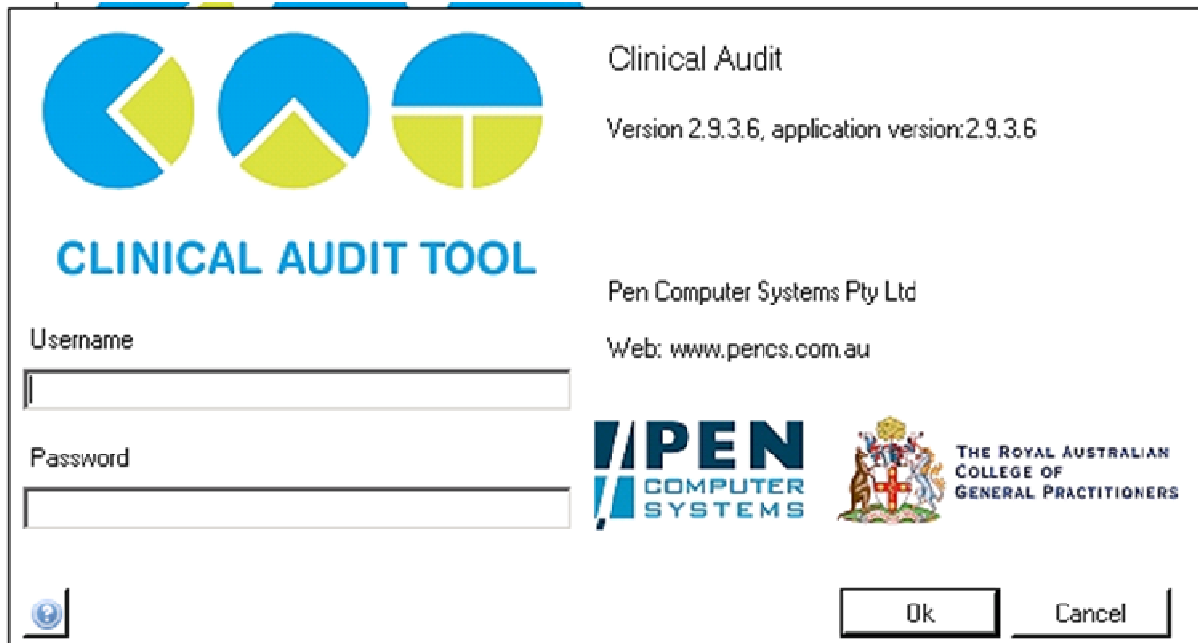 CLINICAL AUDIT TOOL
Username
Password
Clinical Audit
Version 2.9.3.6, application version:2.9.3.6
Pen Computer Systems Pty Ltd
Web: www.pencs.com.au
PEN
COMPUTER
SYSTEMS
THE ROYAL AUSTRALIAN
COLLEGE OF
GENERAL PRACTITIONERS
?
Ok
Cancel